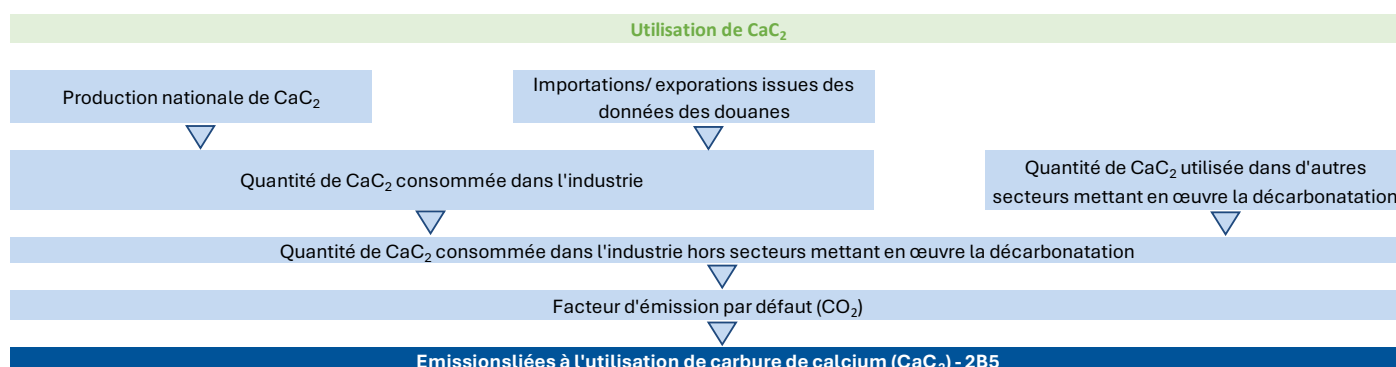 Utilisation de CaC₂
Production nationale de CaC₂
Importations/ exporations issues des
données des douanes
Quantité de CaC₂ consommée dans l'industrie
Quantité de CaC₂ utilisée dans d'autres
secteurs mettant en œuvre la décarbonatation
Quantité de CaC₂ consommée dans l'industrie hors secteurs mettant en œuvre la décarbonatation
Facteur d'émission par défaut (CO₂)
Emissionsliées à l'utilisation de carbure de calcium (CaC₂) - 2B5